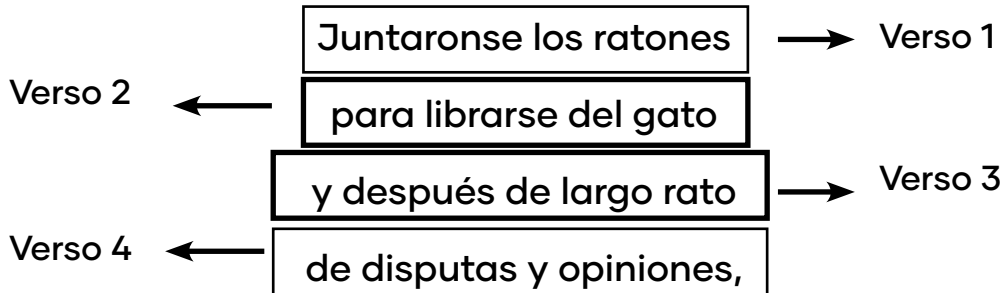 Juntaronse los ratones
Verso 1
Verso 2
para librarse del gato
y después de largo rato
Verso 3
Verso 4
de disputas y opiniones,